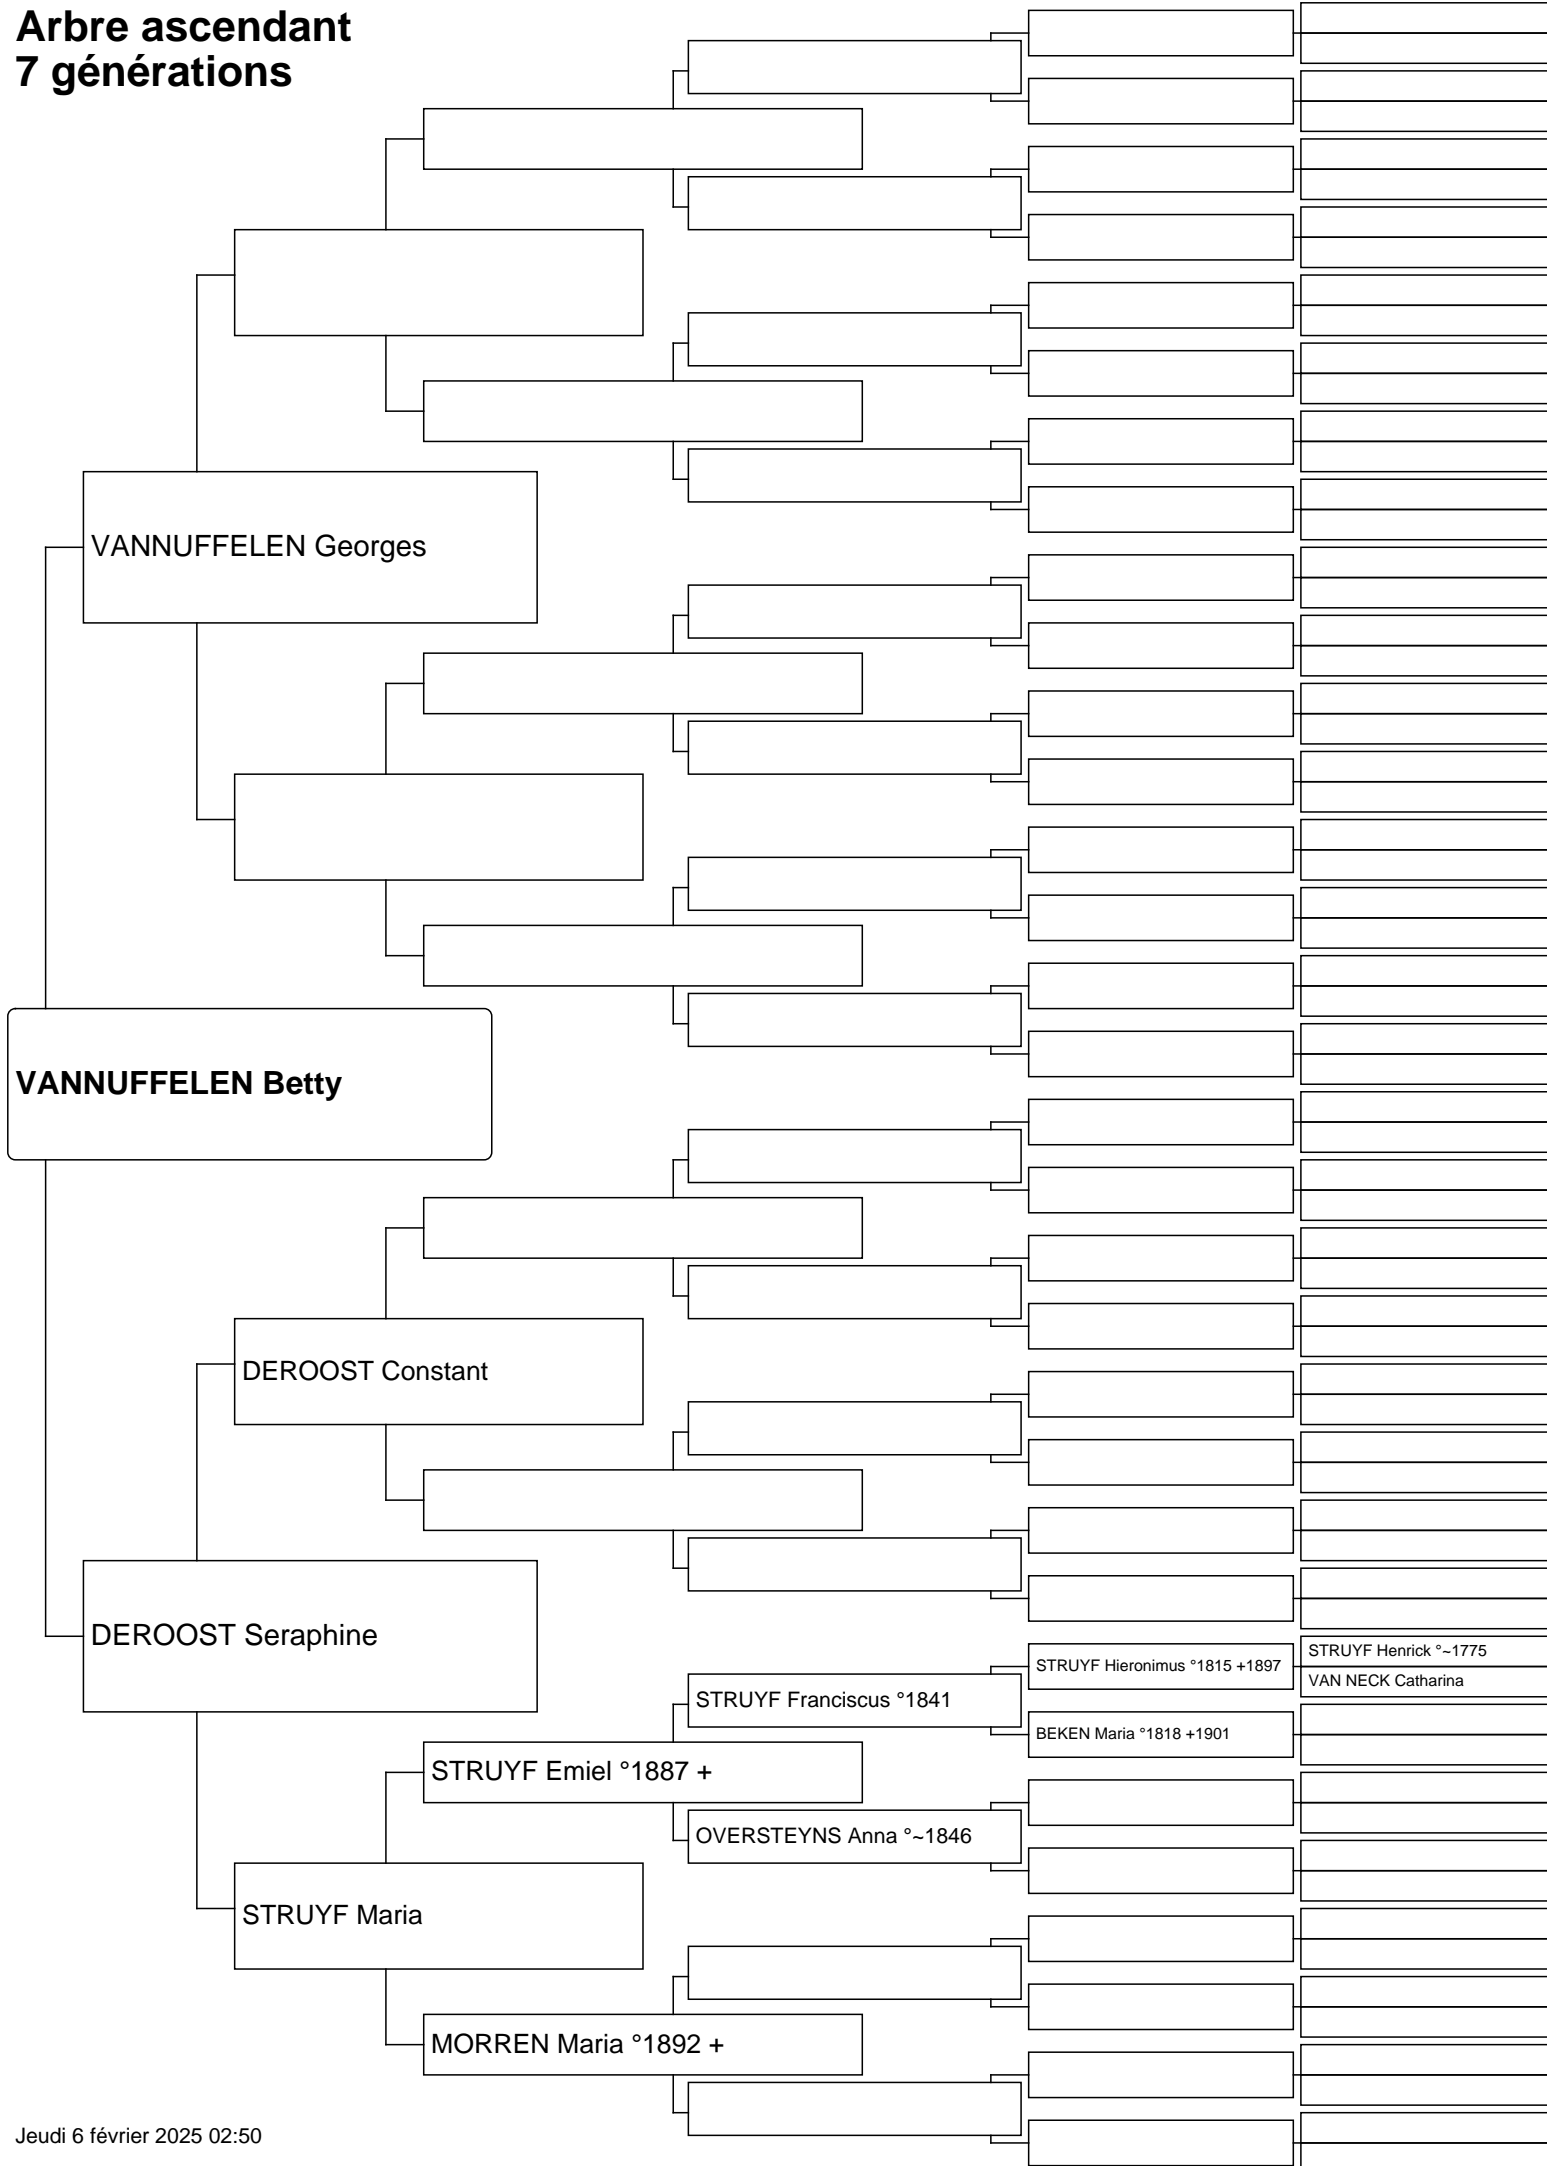 Arbre ascendant
7 générations
VANNUFFELEN Georges
VANNUFFELEN Betty
DEROOST Constant
DEROOST Seraphine
STRUYF Hieronimus °1815 +1897
STRUYF Henrick °~1775
VAN NECK Catharina
STRUYF Franciscus °1841
BEKEN Maria °1818 +1901
STRUYF Emiel °1887 +
OVERSTEYNS Anna °~1846
STRUYF Maria
MORREN Maria °1892 +
Jeudi 6 février 2025 02:50